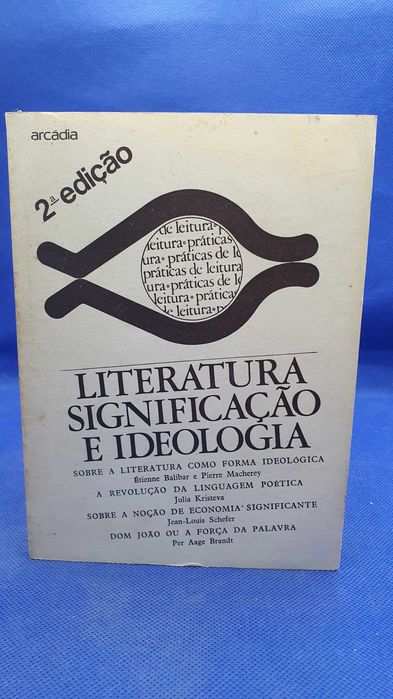 arcádia
2ª edição
de leitura•
leitura•práticas
ura•práticas de l
práticas de leitura
ura•práticas de l
leitura•prática
de leitura•
LITERATURA
SIGNIFICAÇÃO
E IDEOLOGIA
SOBRE A LITERATURA COMO FORMA IDEOLÓGICA
Étienne Balibar e Pierre Macherey
A REVOLUÇÃO DA LINGUAGEM POÉTICA
Julia Kristeva
SOBRE A NOÇÃO DE ECONOMIA SIGNIFICANTE
Jean-Louis Schefer
DOM JOÃO OU A FORÇA DA PALAVRA
Per Aage Brandt